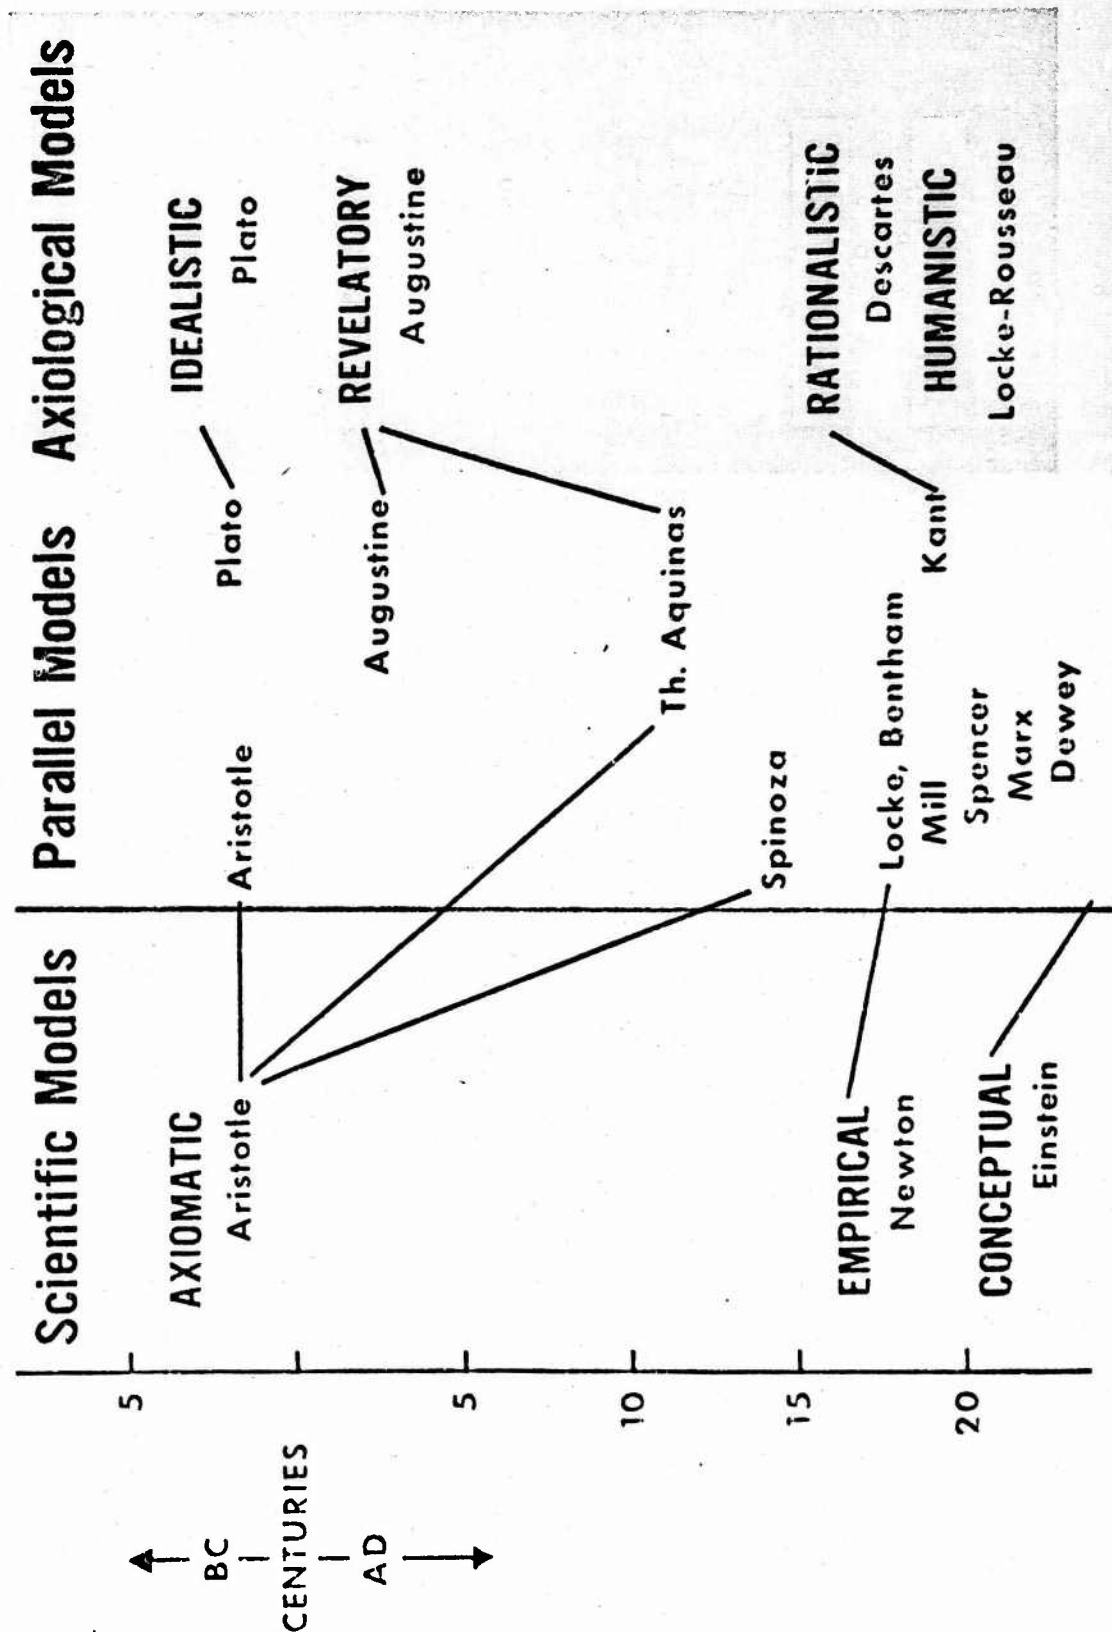 Scientific Models
Parallel Models
Axiological Models
AXIOMATIC
Aristotle
Aristotle
Plato
IDEALISTIC
Plato
Augustine
REVELATORY
Augustine
Th. Aquinas
Spinoza
EMPIRICAL
Newton
Locke, Bentham
Mill
Spencer
Marx
Dewey
Kant
RATIONALISTIC
Descartes
HUMANISTIC
Locke-Rousseau
CONCEPTUAL
Einstein
5
5
10
15
20
BC
CENTURIES
AD